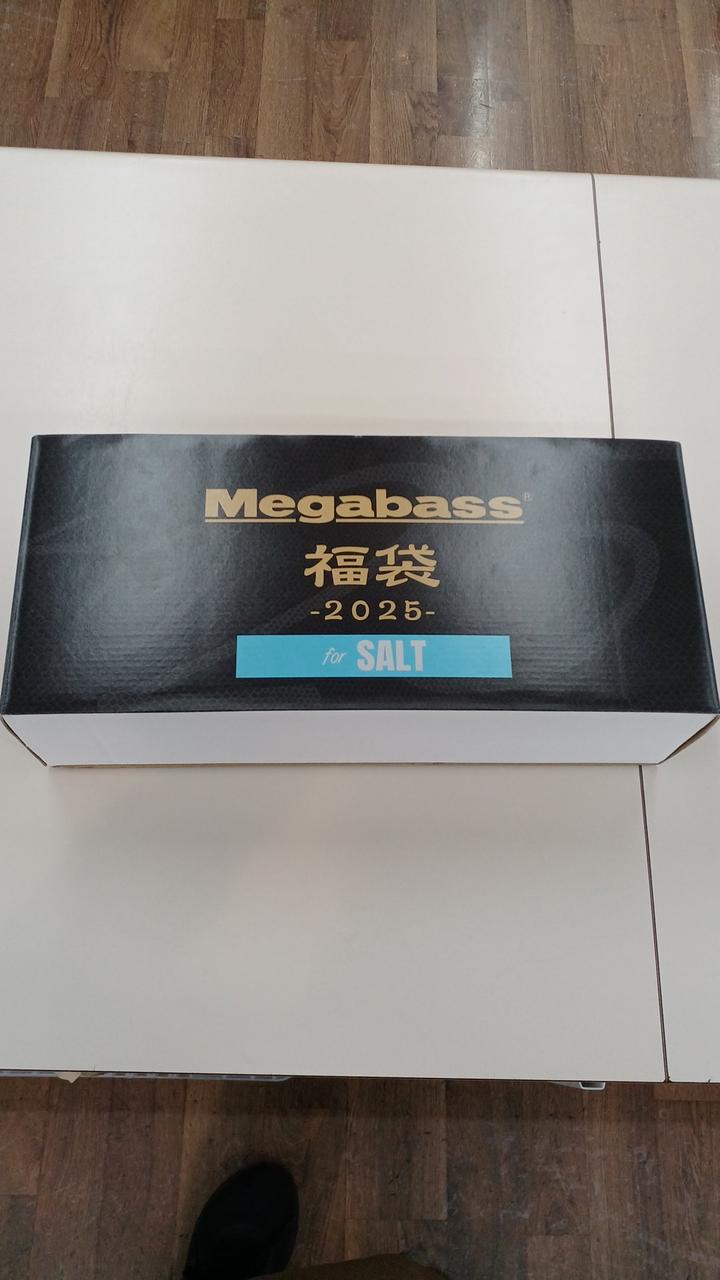 Megabass®
福袋
-2025-
for SALT